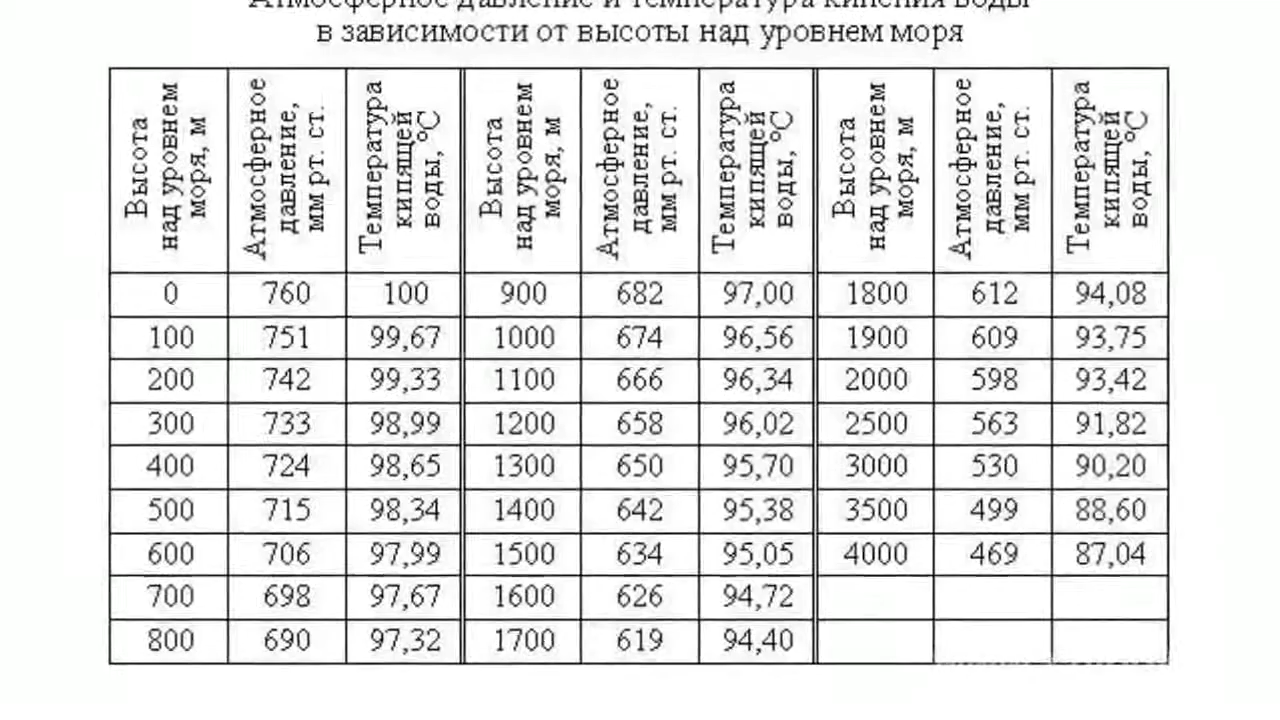 Атмосферное давление и температура кипения воды
в зависимости от высоты над уровнем моря
Высота над уровнем моря, м Атмосферное давление, мм рт. ст. Температура кипящей воды, °C Высота над уровнем моря, м Атмосферное давление, мм рт. ст. Температура кипящей воды, °C Высота над уровнем моря, м Атмосферное давление, мм рт. ст. Температура кипящей воды, °C
0 760 100 900 682 97,00 1800 612 94,08
100 751 99,67 1000 674 96,56 1900 609 93,75
200 742 99,33 1100 666 96,34 2000 598 93,42
300 733 98,99 1200 658 96,02 2500 563 91,82
400 724 98,65 1300 650 95,70 3000 530 90,20
500 715 98,34 1400 642 95,38 3500 499 88,60
600 706 97,99 1500 634 95,05 4000 469 87,04
700 698 97,67 1600 626 94,72
800 690 97,32 1700 619 94,40